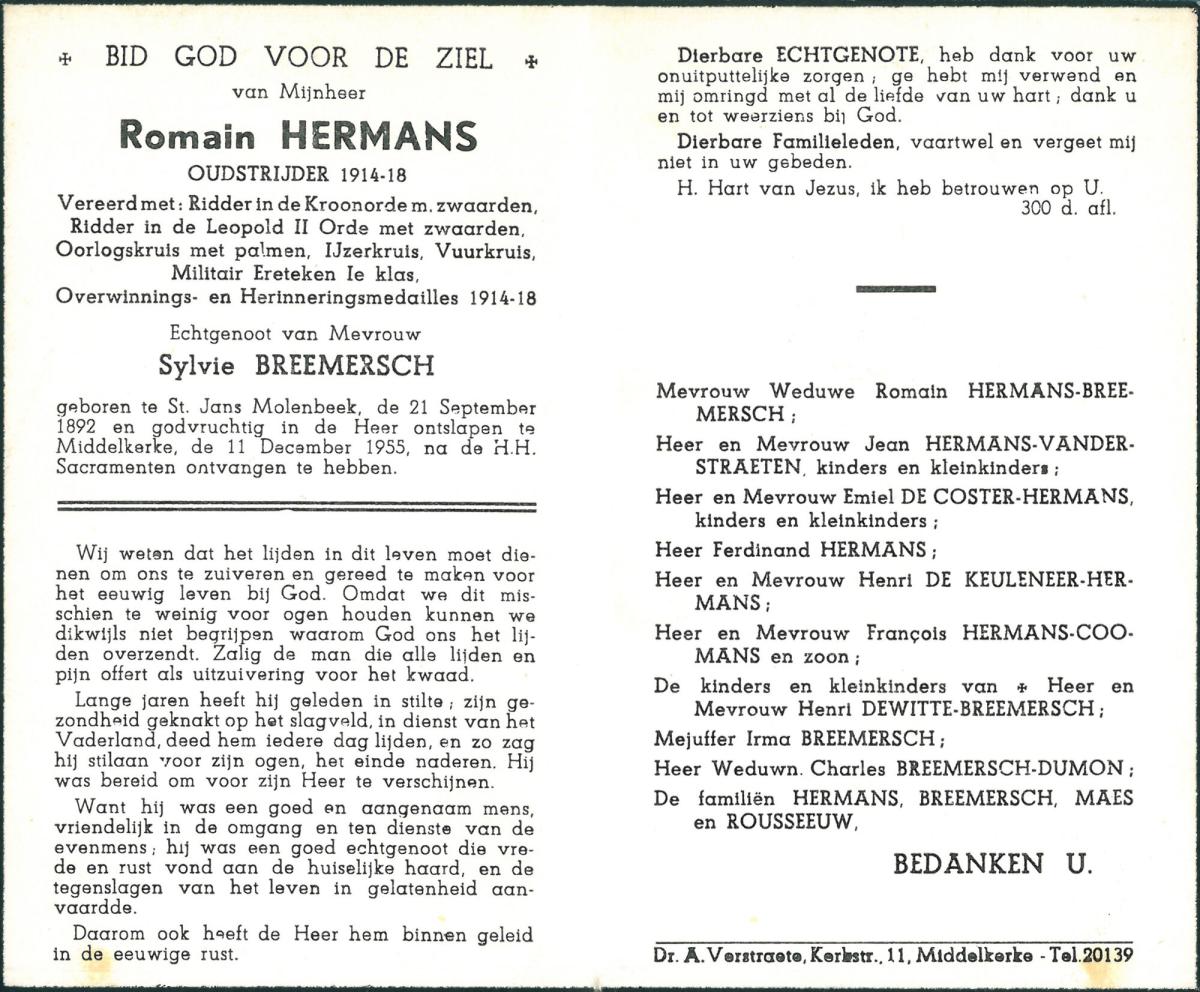 ✠ BID GOD VOOR DE ZIEL ✠
van Mijnheer
Romain HERMANS
OUDSTRIJDER 1914-18
Vereerd met: Ridder in de Kroonorde m. zwaarden,
Ridder in de Leopold II Orde met zwaarden,
Oorlogskruis met palmen, IJzerkruis, Vuurkruis,
Militair Ereteken Ie klas,
Overwinnings- en Herinneringsmedailles 1914-18
Echtgenoot van Mevrouw
Sylvie BREEMERSCH
geboren te St. Jans Molenbeek, de 21 September
1892 en godvruchtig in de Heer ontslapen te
Middelkerke, de 11 December 1955, na de H.H.
Sacramenten ontvangen te hebben.
Wij weten dat het lijden in dit leven moet die-
nen om ons te zuiveren en gereed te maken voor
het eeuwig leven bij God. Omdat we dit mis-
schien te weinig voor ogen houden kunnen we
dikwijls niet begrijpen waarom God ons het lij-
den overzendt. Zalig de man die alle lijden en
pijn offert als uitzuivering voor het kwaad.
Lange jaren heeft hij geleden in stilte; zijn ge-
zondheid geknakt op het slagveld, in dienst van het
Vaderland, deed hem iedere dag lijden, en zo zag
hij stilaan voor zijn ogen, het einde naderen. Hij
was bereid om voor zijn Heer te verschijnen.
Want hij was een goed en aangenaam mens,
vriendelijk in de omgang en ten dienste van de
evenmens; hij was een goed echtgenoot die vre-
de en rust vond aan de huiselijke haard, en de
tegenslagen van het leven in gelatenheid aan-
vaardde.
Daarom ook heeft de Heer hem binnen geleid
in de eeuwige rust.
Dierbare ECHTGENOTE, heb dank voor uw
onuitputtelijke zorgen; ge hebt mij verwend en
mij omringd met al de liefde van uw hart; dank u
en tot weerziens bij God.
Dierbare Familieleden, vaartwel en vergeet mij
niet in uw gebeden.
H. Hart van Jezus, ik heb betrouwen op U.
300 d. afl.
Mevrouw Weduwe Romain HERMANS-BREE-
MERSCH;
Heer en Mevrouw Jean HERMANS-VANDER-
STRAETEN, kinders en kleinkinders;
Heer en Mevrouw Emiel DE COSTER-HERMANS,
kinders en kleinkinders;
Heer Ferdinand HERMANS;
Heer en Mevrouw Henri DE KEULENEER-HER-
MANS;
Heer en Mevrouw François HERMANS-COO-
MANS en zoon;
De kinders en kleinkinders van ✠ Heer en
Mevrouw Henri DEWITTE-BREEMERSCH;
Mejuffer Irma BREEMERSCH;
Heer Weduwn. Charles BREEMERSCH-DUMON;
De familiën HERMANS, BREEMERSCH, MAES
en ROUSSEEUW,
BEDANKEN U.
Dr. A. Verstraete, Kerkstr., 11, Middelkerke - Tel. 20139